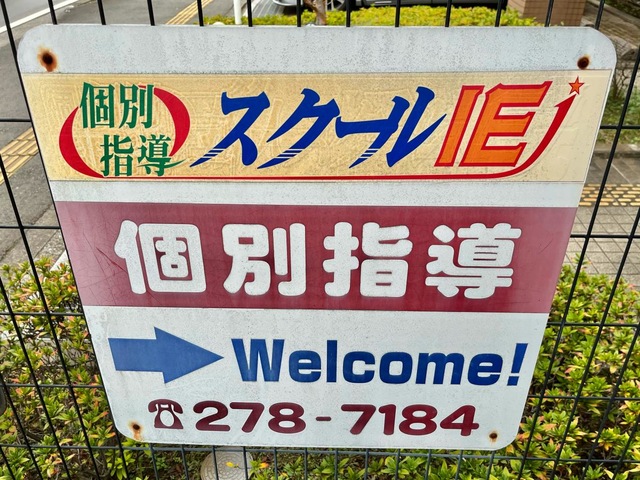 個別
指導
スクールIE
個別指導
Welcome!
☎278-7184